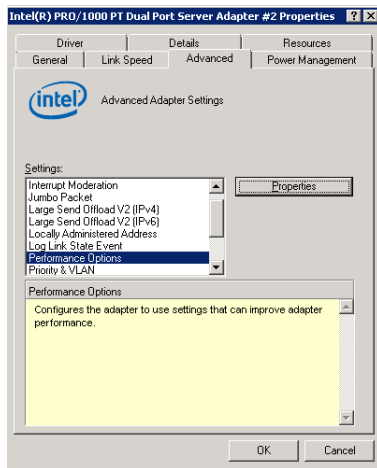 Intel(R) PRO/1000 PT Dual Port Server Adapter #2 Properties
Driver Details Resources
General Link Speed Advanced Power Management
intel Advanced Adapter Settings
Settings:
Interrupt Moderation
Jumbo Packet
Large Send Offload V2 (IPv4)
Large Send Offload V2 (IPv6)
Locally Administered Address
Log Link State Event
Performance Options
Priority & VLAN
Properties
Performance Options
Configures the adapter to use settings that can improve adapter
performance.
OK Cancel